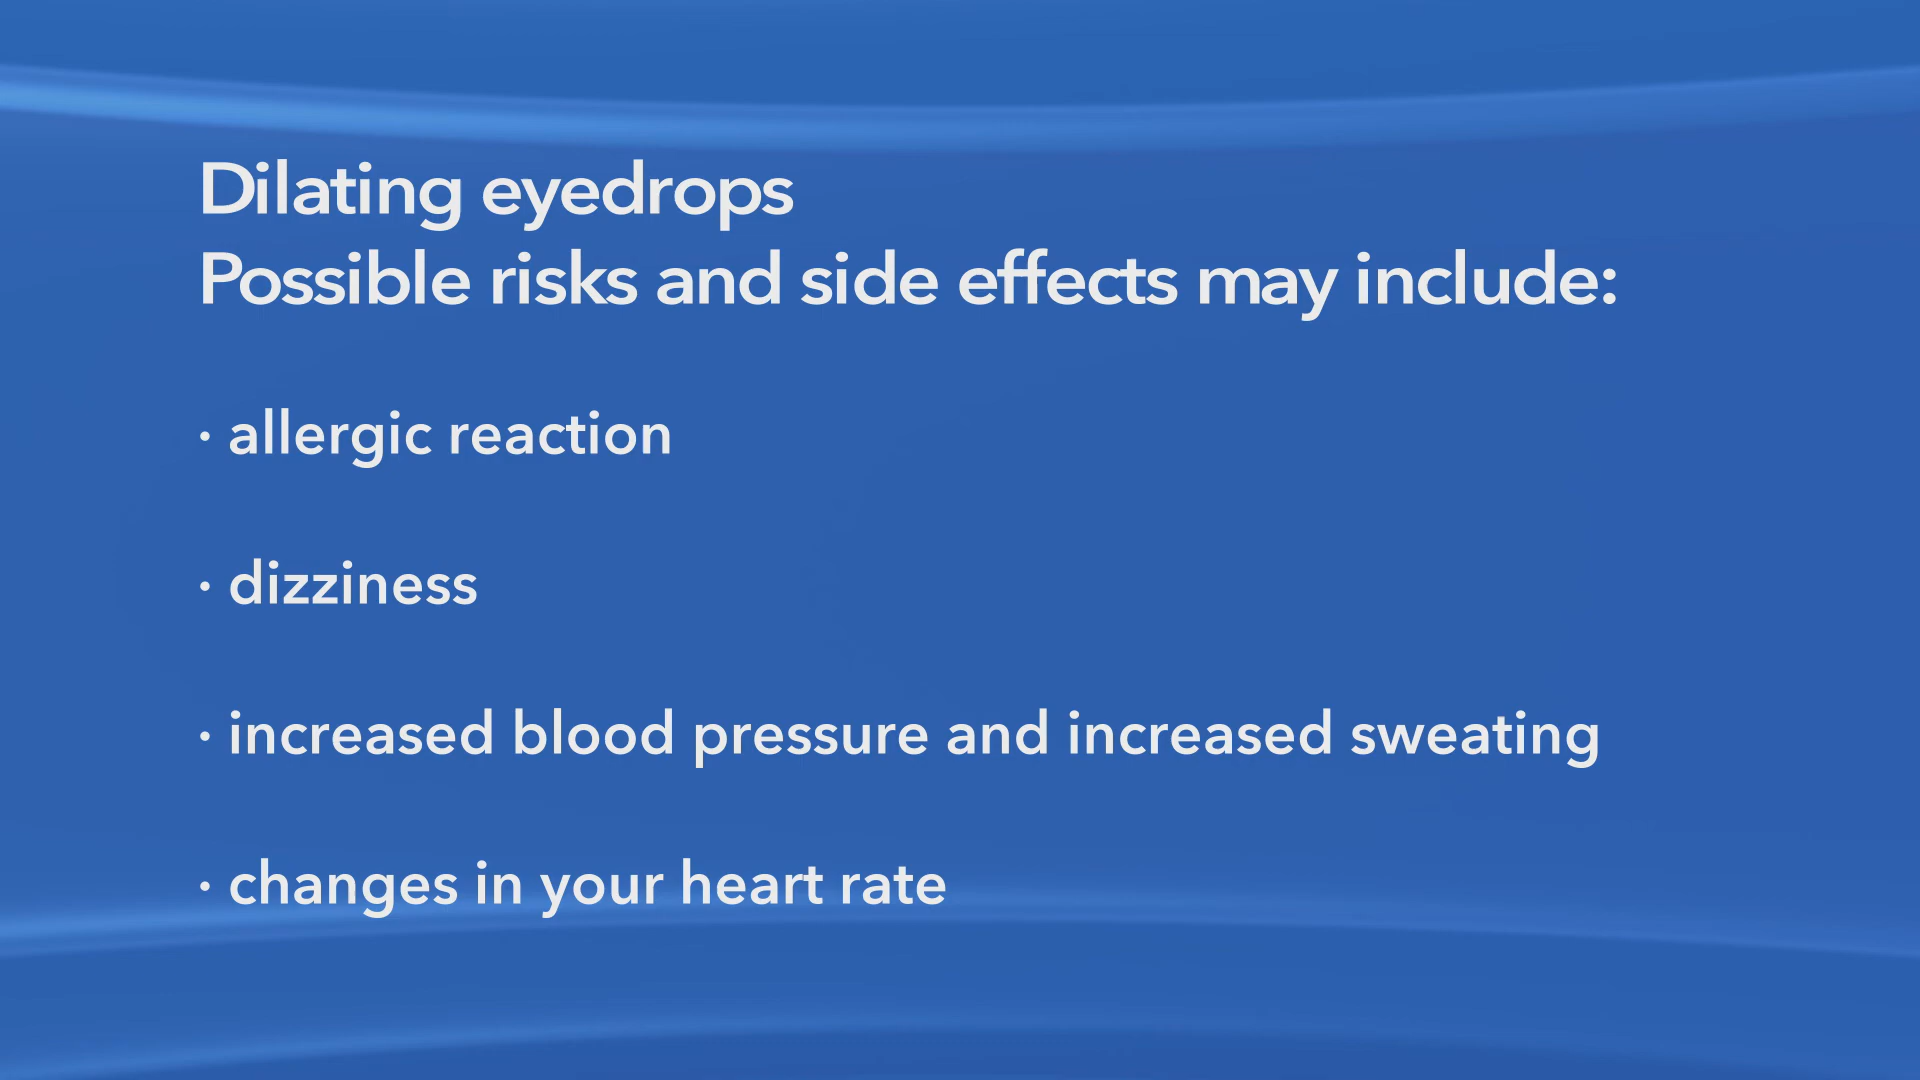 Dilating eyedrops
Possible risks and side effects may include:
· allergic reaction
· dizziness
· increased blood pressure and increased sweating
· changes in your heart rate